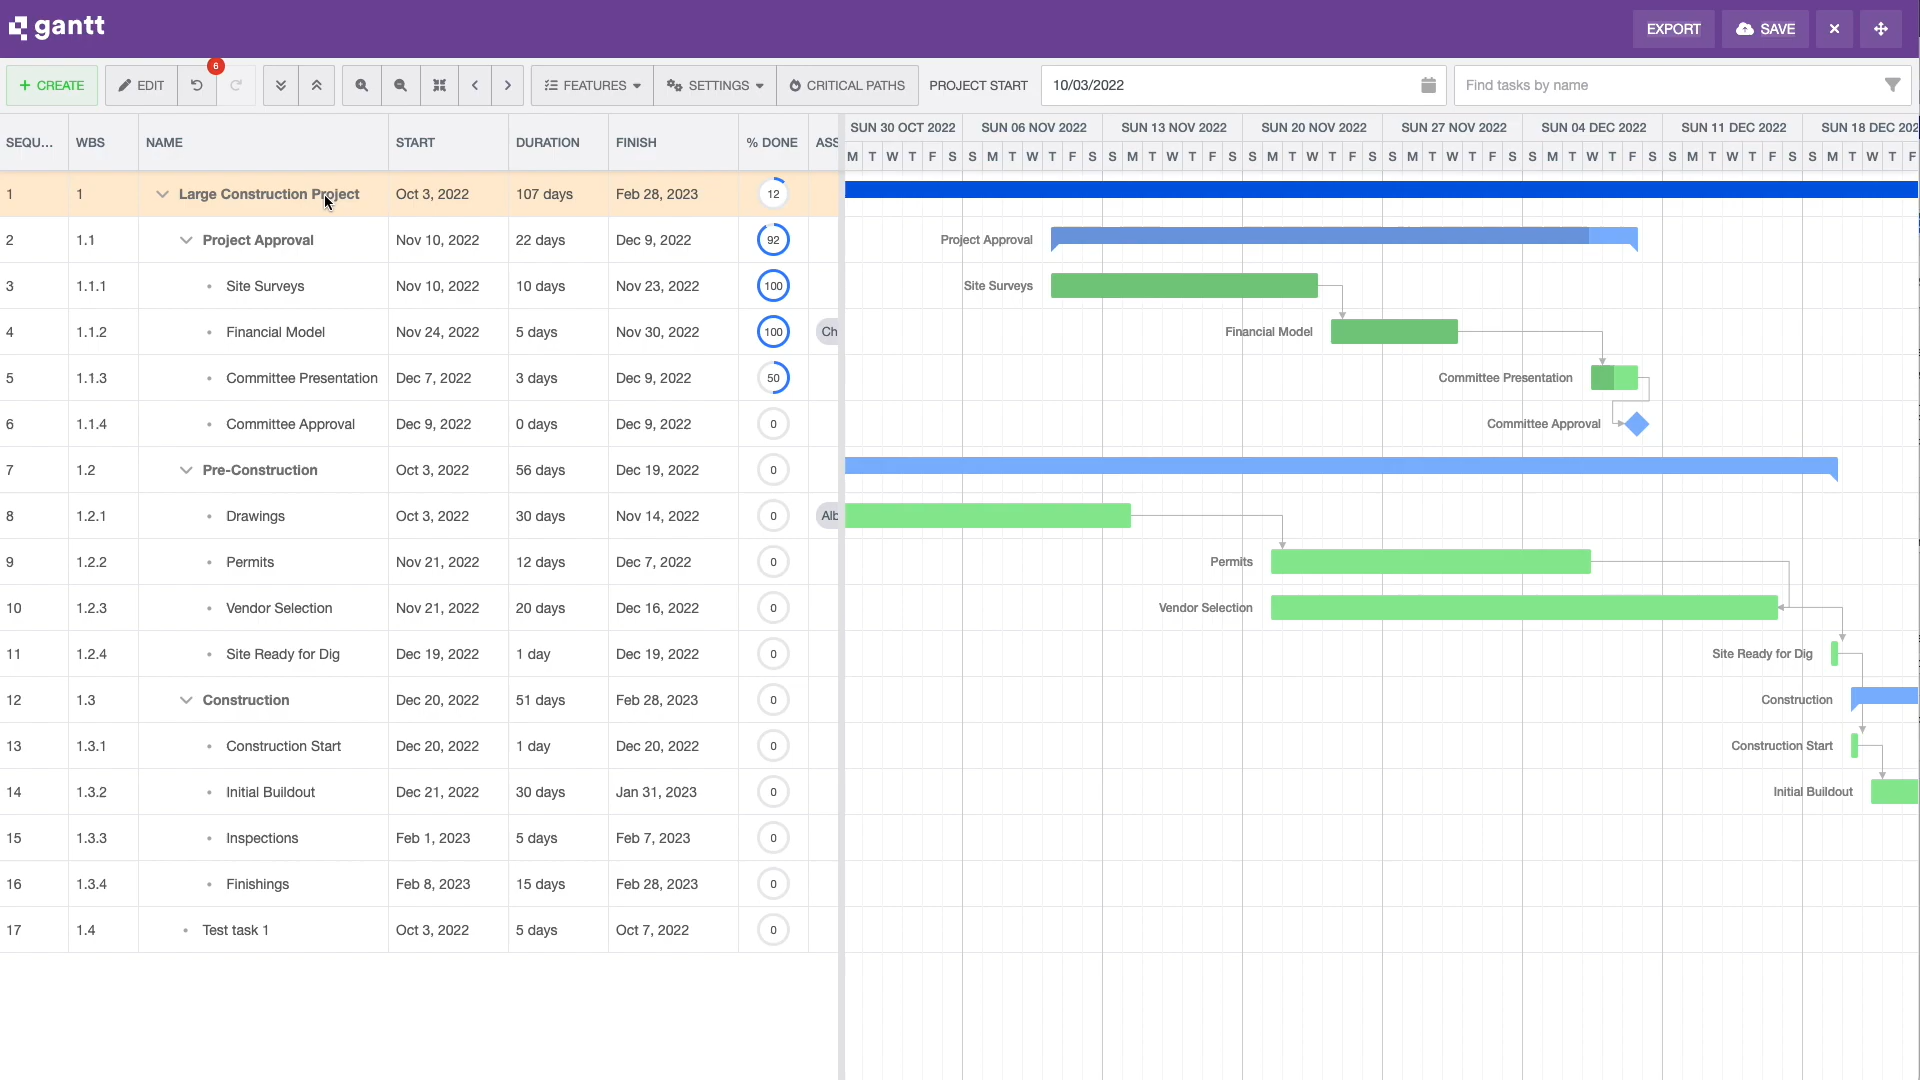 gantt
EXPORT SAVE
6
+ CREATE EDIT FEATURES SETTINGS CRITICAL PATHS PROJECT START 10/03/2022 Find tasks by name
SEQU... WBS NAME START DURATION FINISH % DONE ASS
SUN 30 OCT 2022 SUN 06 NOV 2022 SUN 13 NOV 2022 SUN 20 NOV 2022 SUN 27 NOV 2022 SUN 04 DEC 2022 SUN 11 DEC 2022 SUN 18 DEC 202
M T W T F S S M T W T F S S M T W T F S S M T W T F S S M T W T F S S M T W T F S S M T W T F S S M T W T F
1 1 Large Construction Project Oct 3, 2022 107 days Feb 28, 2023 12
2 1.1 Project Approval Nov 10, 2022 22 days Dec 9, 2022 92 Project Approval
3 1.1.1 Site Surveys Nov 10, 2022 10 days Nov 23, 2022 100 Site Surveys
4 1.1.2 Financial Model Nov 24, 2022 5 days Nov 30, 2022 100 Ch Financial Model
5 1.1.3 Committee Presentation Dec 7, 2022 3 days Dec 9, 2022 50 Committee Presentation
6 1.1.4 Committee Approval Dec 9, 2022 0 days Dec 9, 2022 0 Committee Approval
7 1.2 Pre-Construction Oct 3, 2022 56 days Dec 19, 2022 0
8 1.2.1 Drawings Oct 3, 2022 30 days Nov 14, 2022 0 Alb
9 1.2.2 Permits Nov 21, 2022 12 days Dec 7, 2022 0 Permits
10 1.2.3 Vendor Selection Nov 21, 2022 20 days Dec 16, 2022 0 Vendor Selection
11 1.2.4 Site Ready for Dig Dec 19, 2022 1 day Dec 19, 2022 0 Site Ready for Dig
12 1.3 Construction Dec 20, 2022 51 days Feb 28, 2023 0 Construction
13 1.3.1 Construction Start Dec 20, 2022 1 day Dec 20, 2022 0 Construction Start
14 1.3.2 Initial Buildout Dec 21, 2022 30 days Jan 31, 2023 0 Initial Buildout
15 1.3.3 Inspections Feb 1, 2023 5 days Feb 7, 2023 0
16 1.3.4 Finishings Feb 8, 2023 15 days Feb 28, 2023 0
17 1.4 Test task 1 Oct 3, 2022 5 days Oct 7, 2022 0